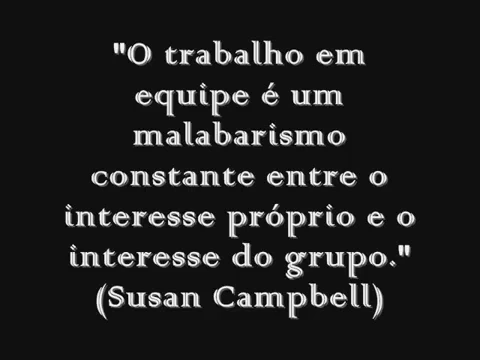 "O trabalho em
equipe é um
malabarismo
constante entre o
interesse próprio e o
interesse do grupo."
(Susan Campbell)